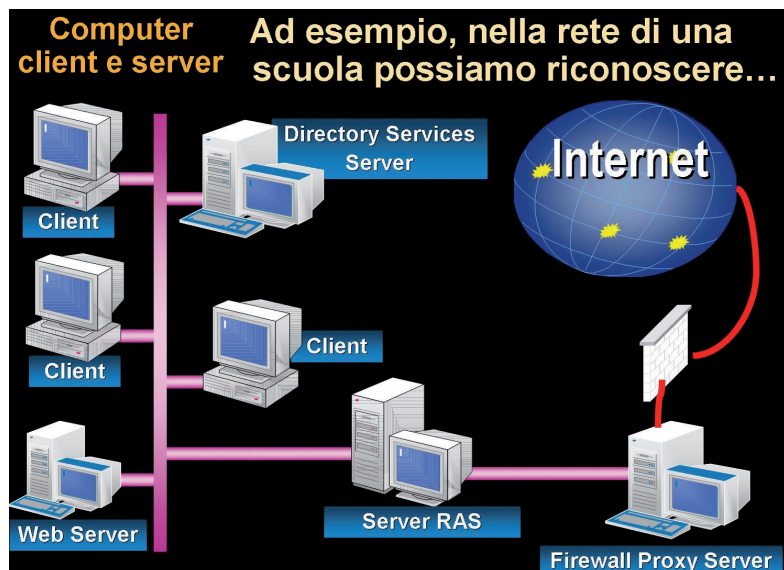 Computer
client e server
Ad esempio, nella rete di una
scuola possiamo riconoscere…
Directory Services
Server
Internet
Client
Client
Client
Web Server
Server RAS
Firewall Proxy Server